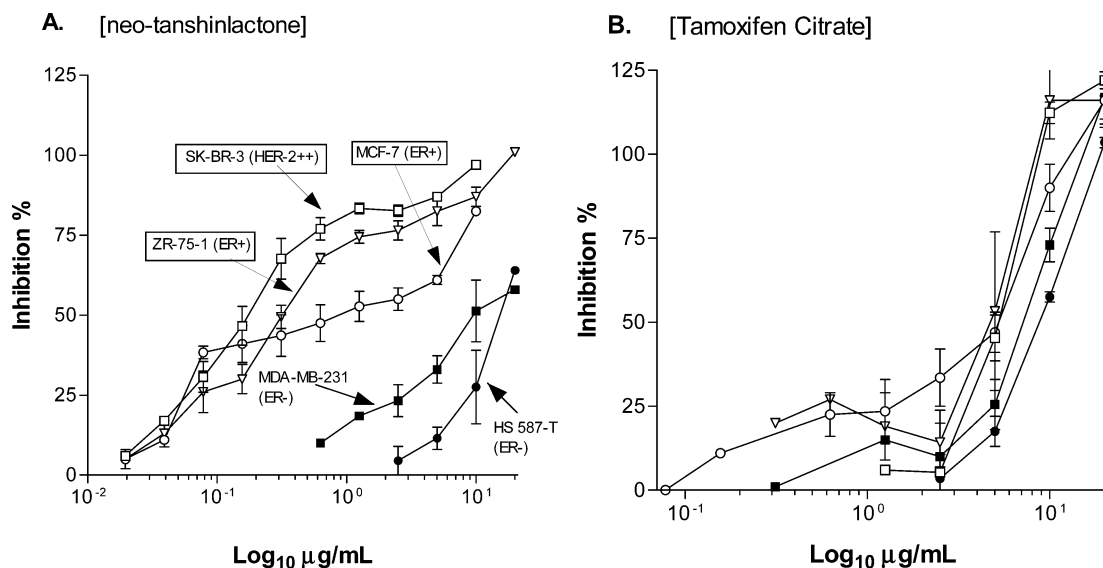 A. [neo-tanshinlactone]
125
100
75
50
25
0
Inhibition %
SK-BR-3 (HER-2++)
MCF-7 (ER+)
ZR-75-1 (ER+)
MDA-MB-231
(ER-)
HS 587-T
(ER-)
10-2 10-1 100 101
Log10 µg/mL
B. [Tamoxifen Citrate]
125
100
75
50
25
0
Inhibition %
10-1 100 101
Log10 µg/mL